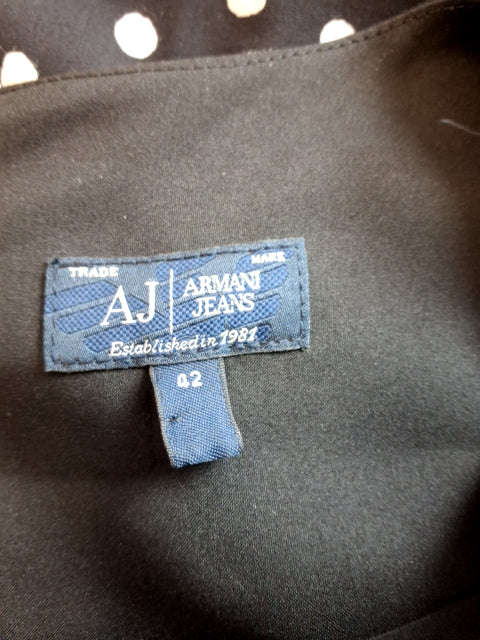 TRADE MARK
AJ
ARMANI
JEANS
Established in 1981
42